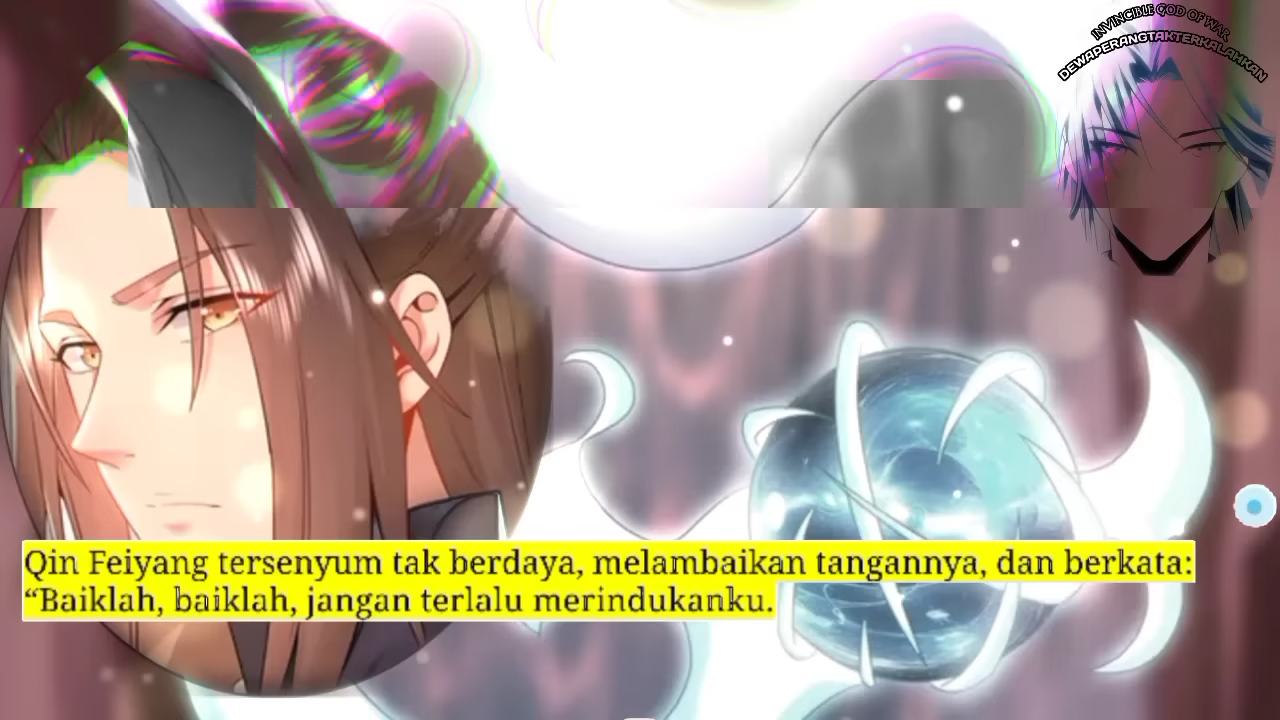 INVINCIBLE GOD OF WAR
DEWAPERANGTAKTERKALAHKAN
Qin Feiyang tersenyum tak berdaya, melambaikan tangannya, dan berkata:
“Baiklah, baiklah, jangan terlalu merindukanku.